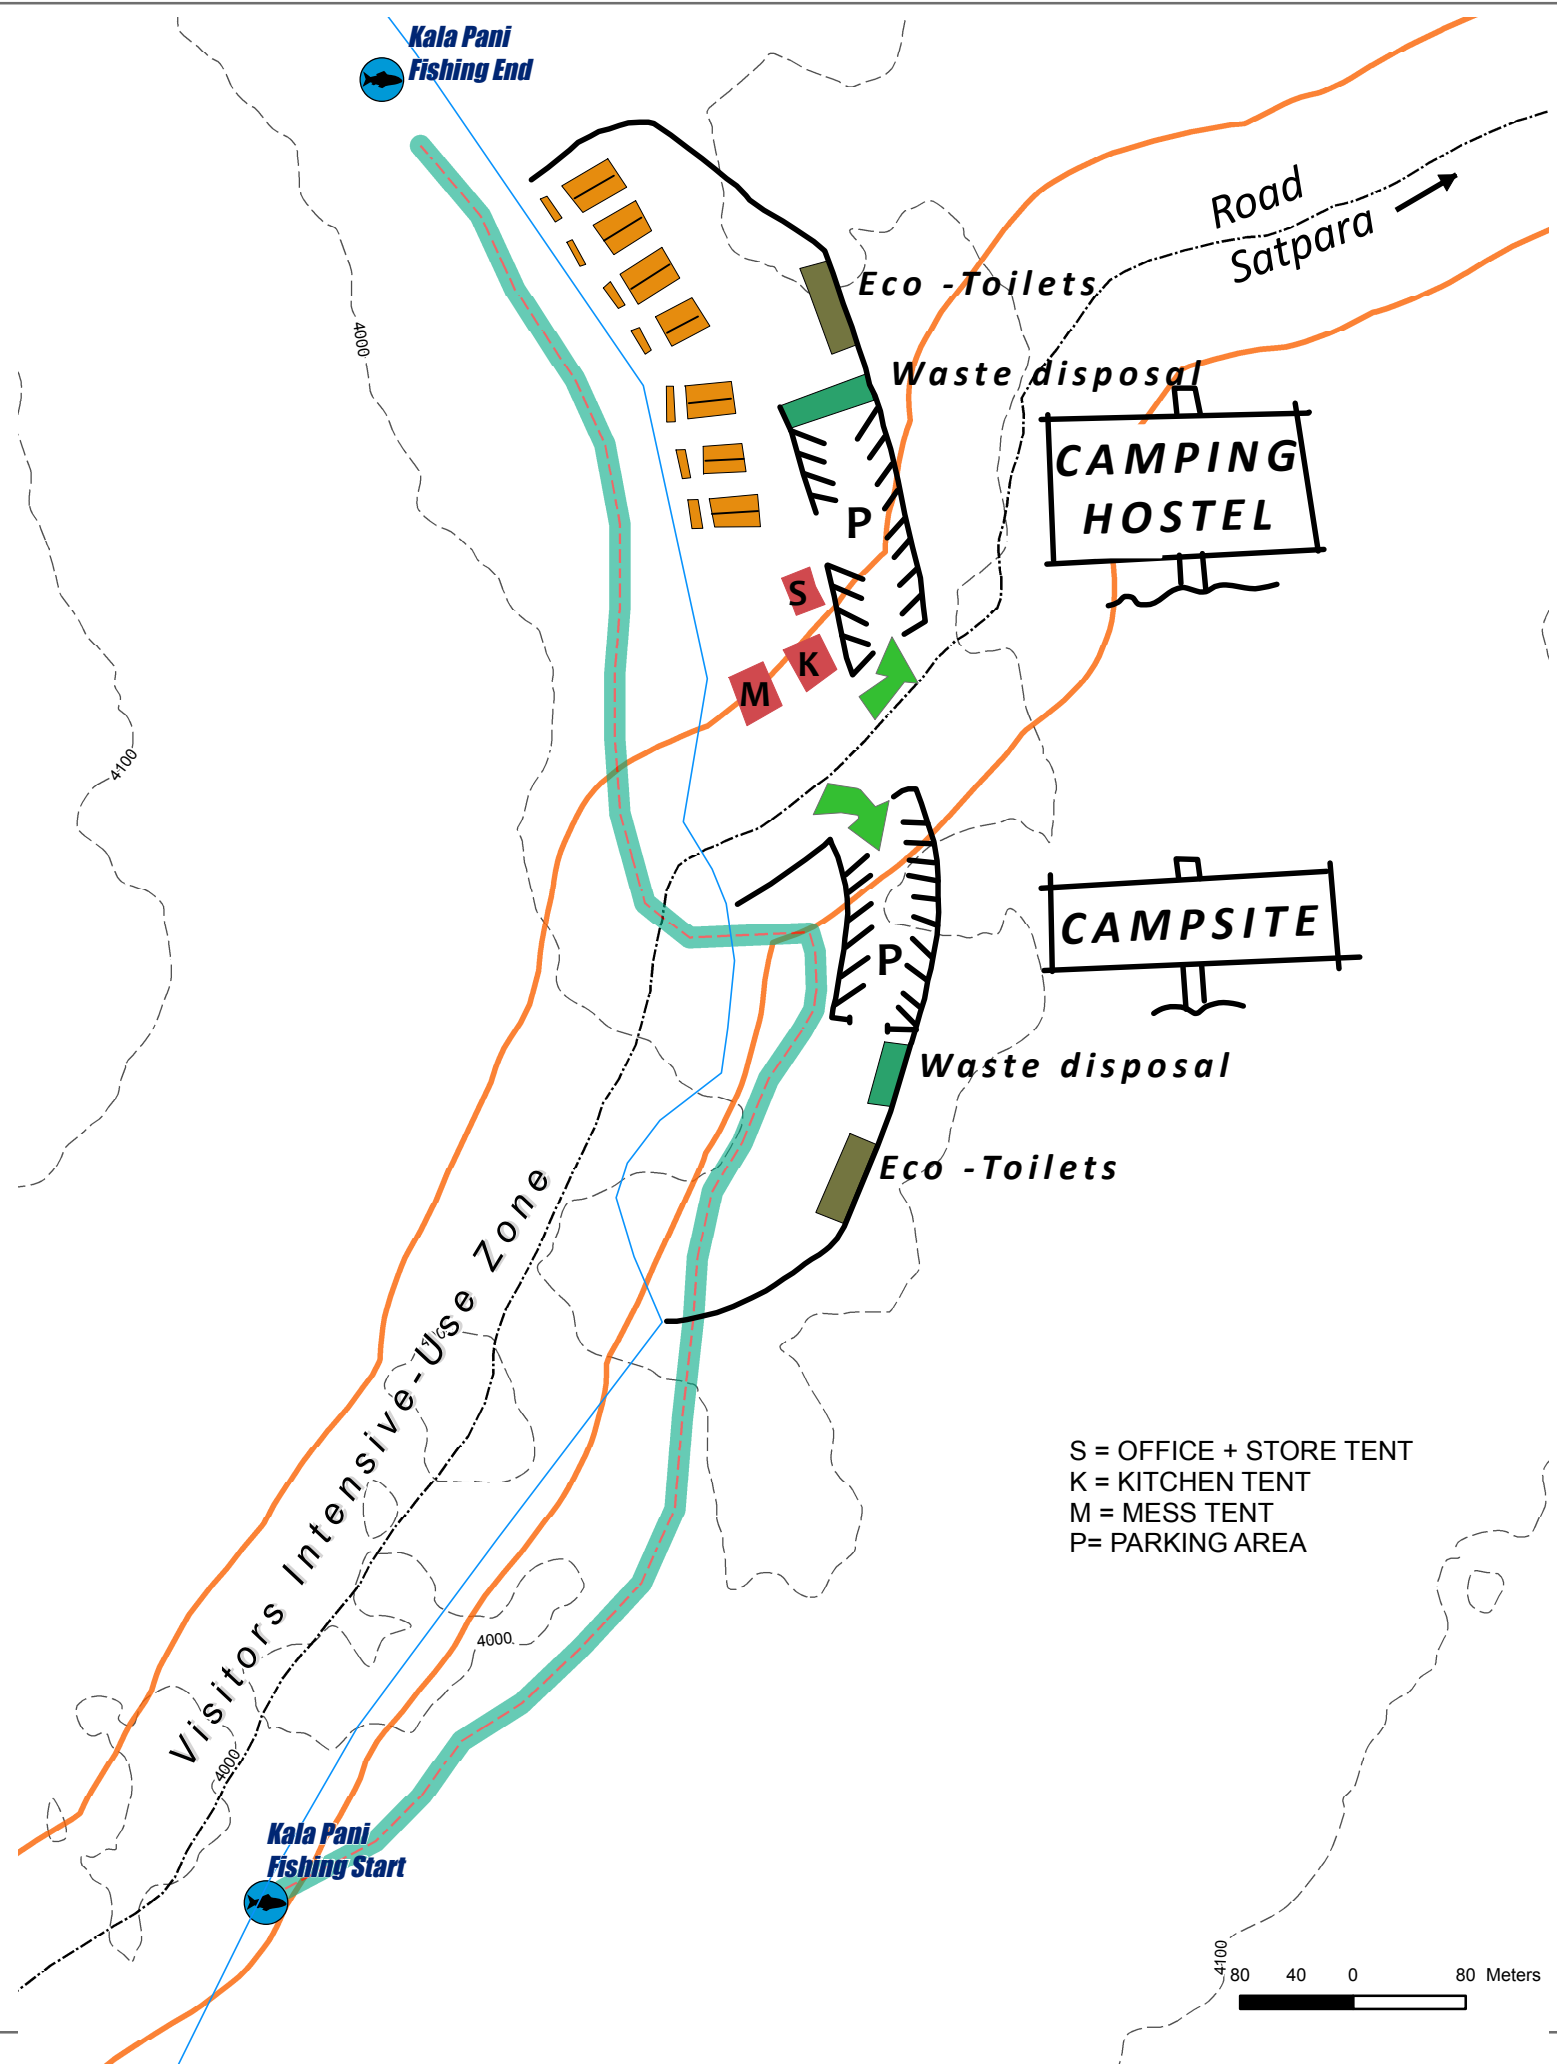 Kala Pani
Fishing End
Road
Satpara
Eco -Toilets
4000
Waste disposal
CAMPING
HOSTEL
P
S
K
M
4100
CAMPSITE
P
Waste disposal
Eco -Toilets
Visitors Intensive-Use Zone
S = OFFICE + STORE TENT
K = KITCHEN TENT
M = MESS TENT
P= PARKING AREA
4000
4000
Kala Pani
Fishing Start
4100
80 40 0 80 Meters